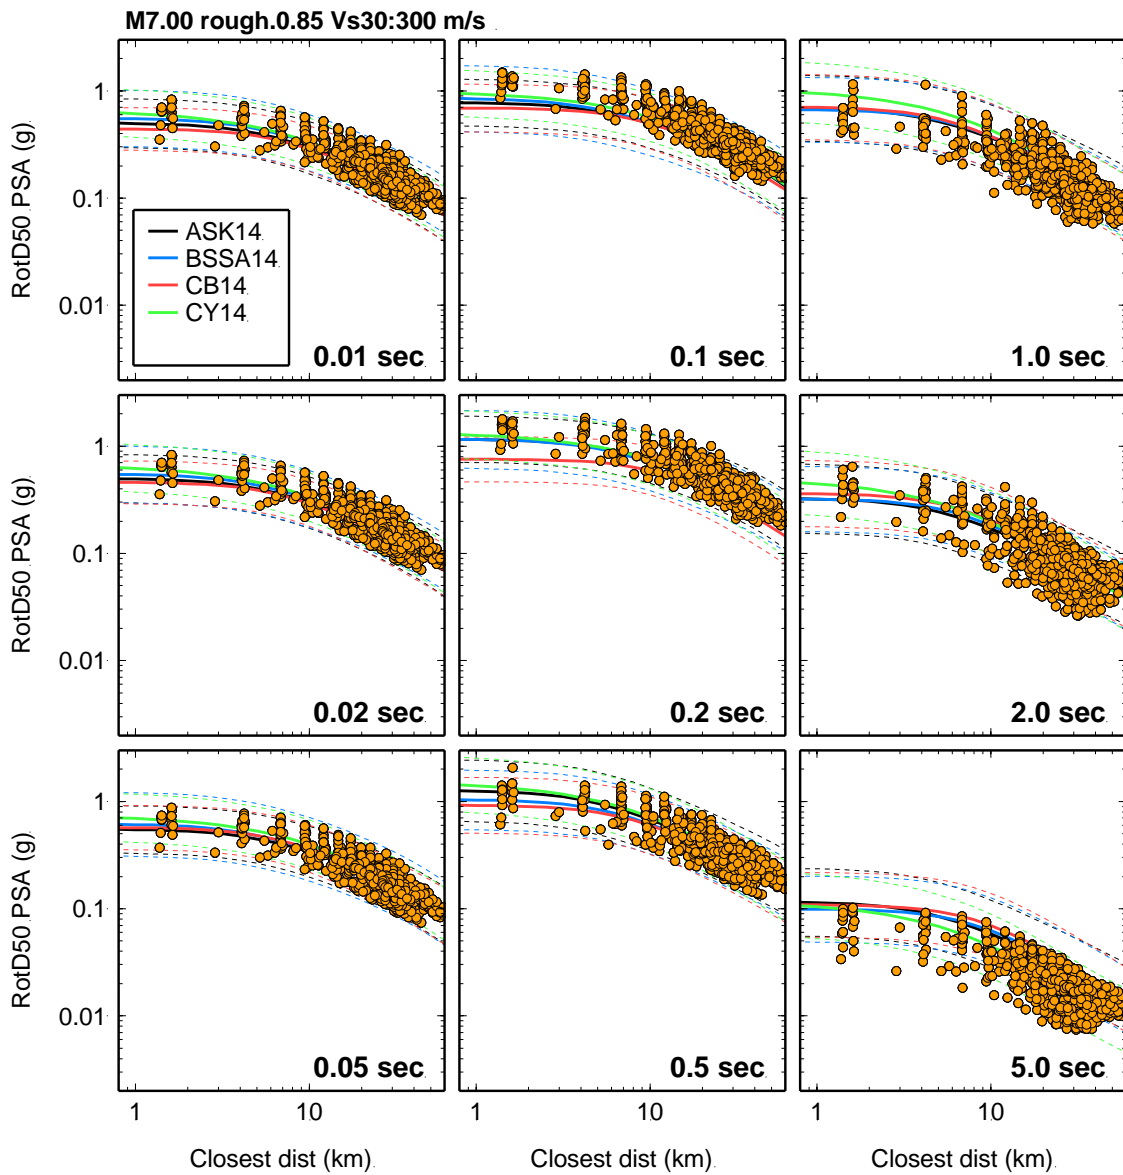 M7.00 rough.0.85 Vs30:300 m/s
RotD50 PSA (g)
1
0.1
0.01
ASK14
BSSA14
CB14
CY14
0.01 sec
0.1 sec
1.0 sec
RotD50 PSA (g)
1
0.1
0.01
0.02 sec
0.2 sec
2.0 sec
RotD50 PSA (g)
1
0.1
0.01
0.05 sec
0.5 sec
5.0 sec
1 10 1 10 1 10
Closest dist (km) Closest dist (km) Closest dist (km)